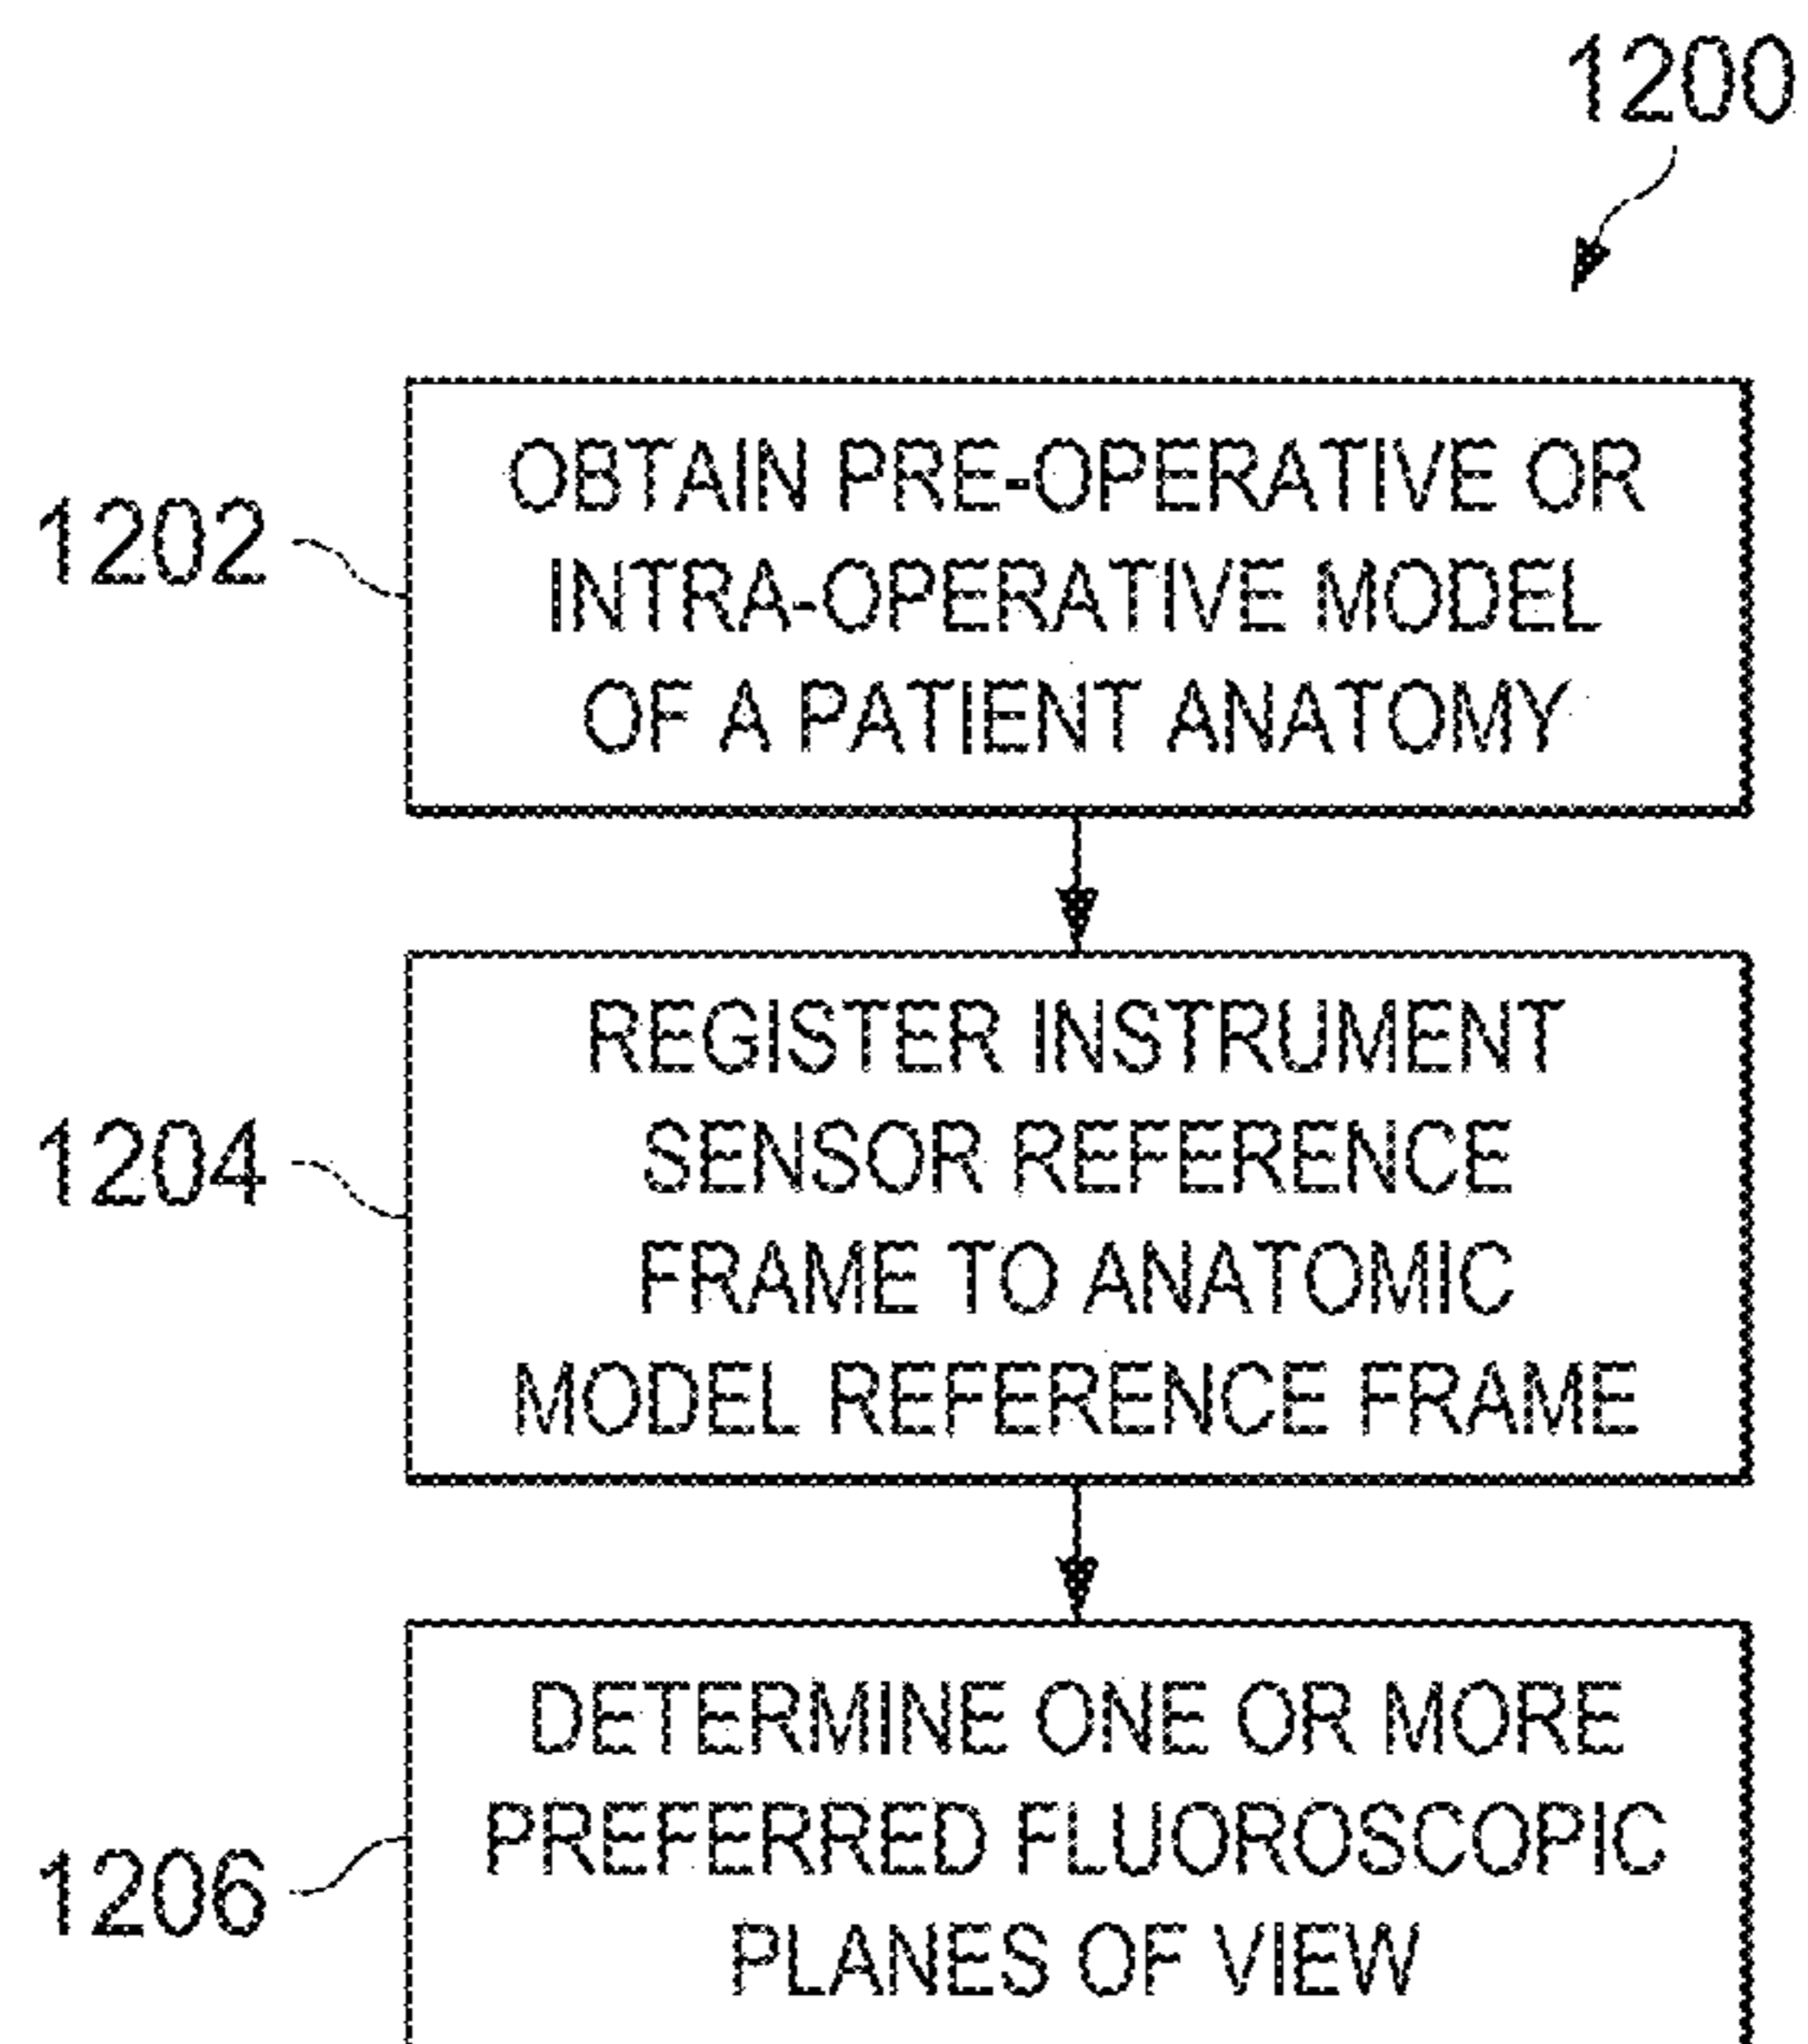 1200
1202
OBTAIN PRE-OPERATIVE OR
INTRA-OPERATIVE MODEL
OF A PATIENT ANATOMY
1204
REGISTER INSTRUMENT
SENSOR REFERENCE
FRAME TO ANATOMIC
MODEL REFERENCE FRAME
1206
DETERMINE ONE OR MORE
PREFERRED FLUOROSCOPIC
PLANES OF VIEW